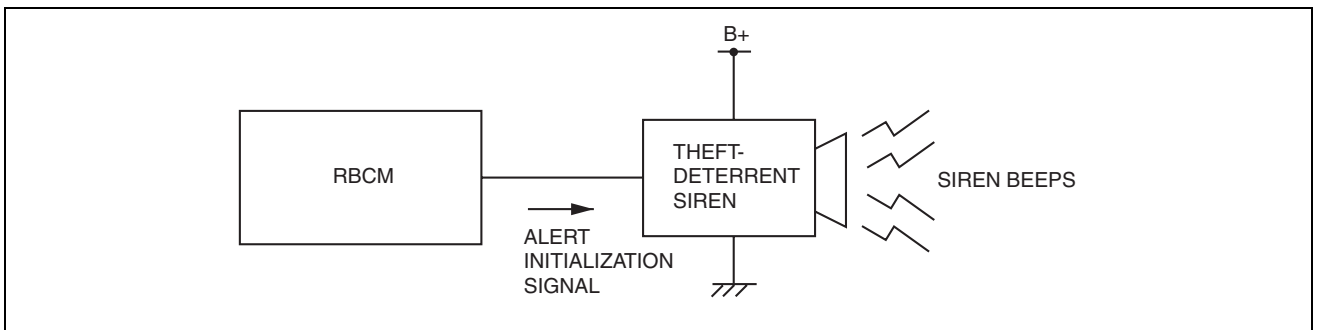 B+
RBCM
THEFT-
DETERRENT
SIREN
SIREN BEEPS
ALERT
INITIALIZATION
SIGNAL